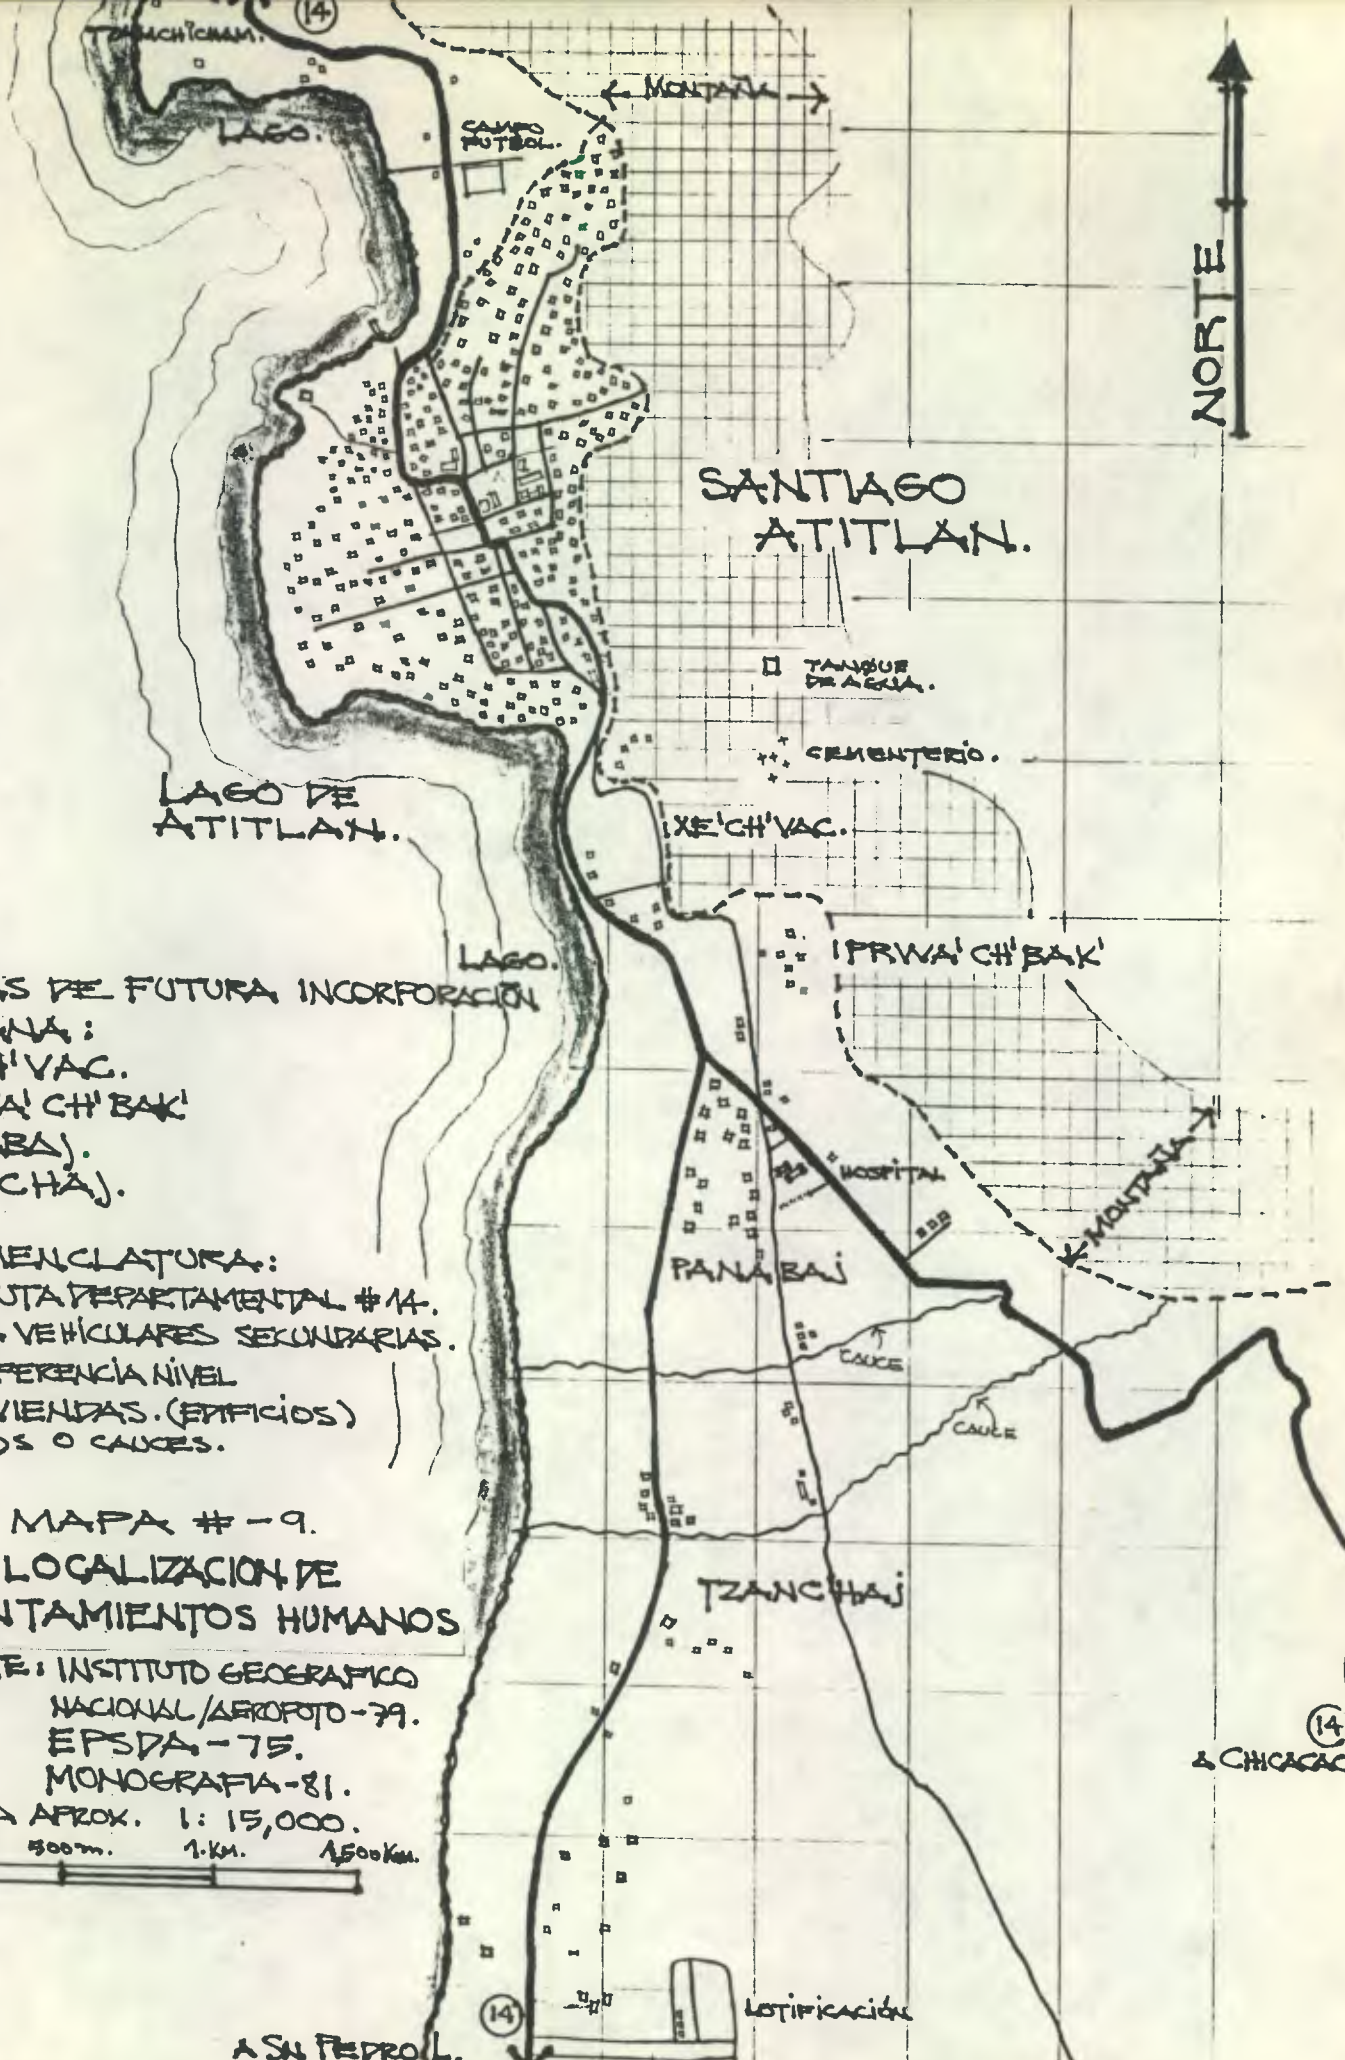 14
TZANCHICHAM.
MONTAÑA
LAGO.
CAMPO
FUTBOL.
NORTE
SANTIAGO
ATITLAN.
TANQUE
DE AGUA.
CEMENTERIO.
LAGO DE
ATITLAN.
XE'CH'VAC.
PRWA' CH'BAK'
LAGO.
S DE FUTURA INCORPORACIÓN
ANA:
H'VAC.
A' CH'BAK'
ABAJ.
CHAJ.
MONTAÑA
HOSPITAL
PANABAJ
MENCLATURA:
UTA DEPARTAMENTAL #14.
VEHICULARES SECUNDARIAS.
FERENCIA NIVEL
VIENDAS. (EDIFICIOS)
OS O CAUCES.
CAUCE
CAUCE
MAPA #-9.
LOCALIZACION DE
NTAMIENTOS HUMANOS
TE: INSTITUTO GEOGRAFICO
NACIONAL/AEROFOTO-79.
EPSDA-75.
MONOGRAFIA-81.
A APROX. 1: 15,000.
500m. 1.KM. 1,500KM.
TZANCHAJ
14
A CHICACAO
14
LOTIFICACIÓN
A SN PEDRO L.